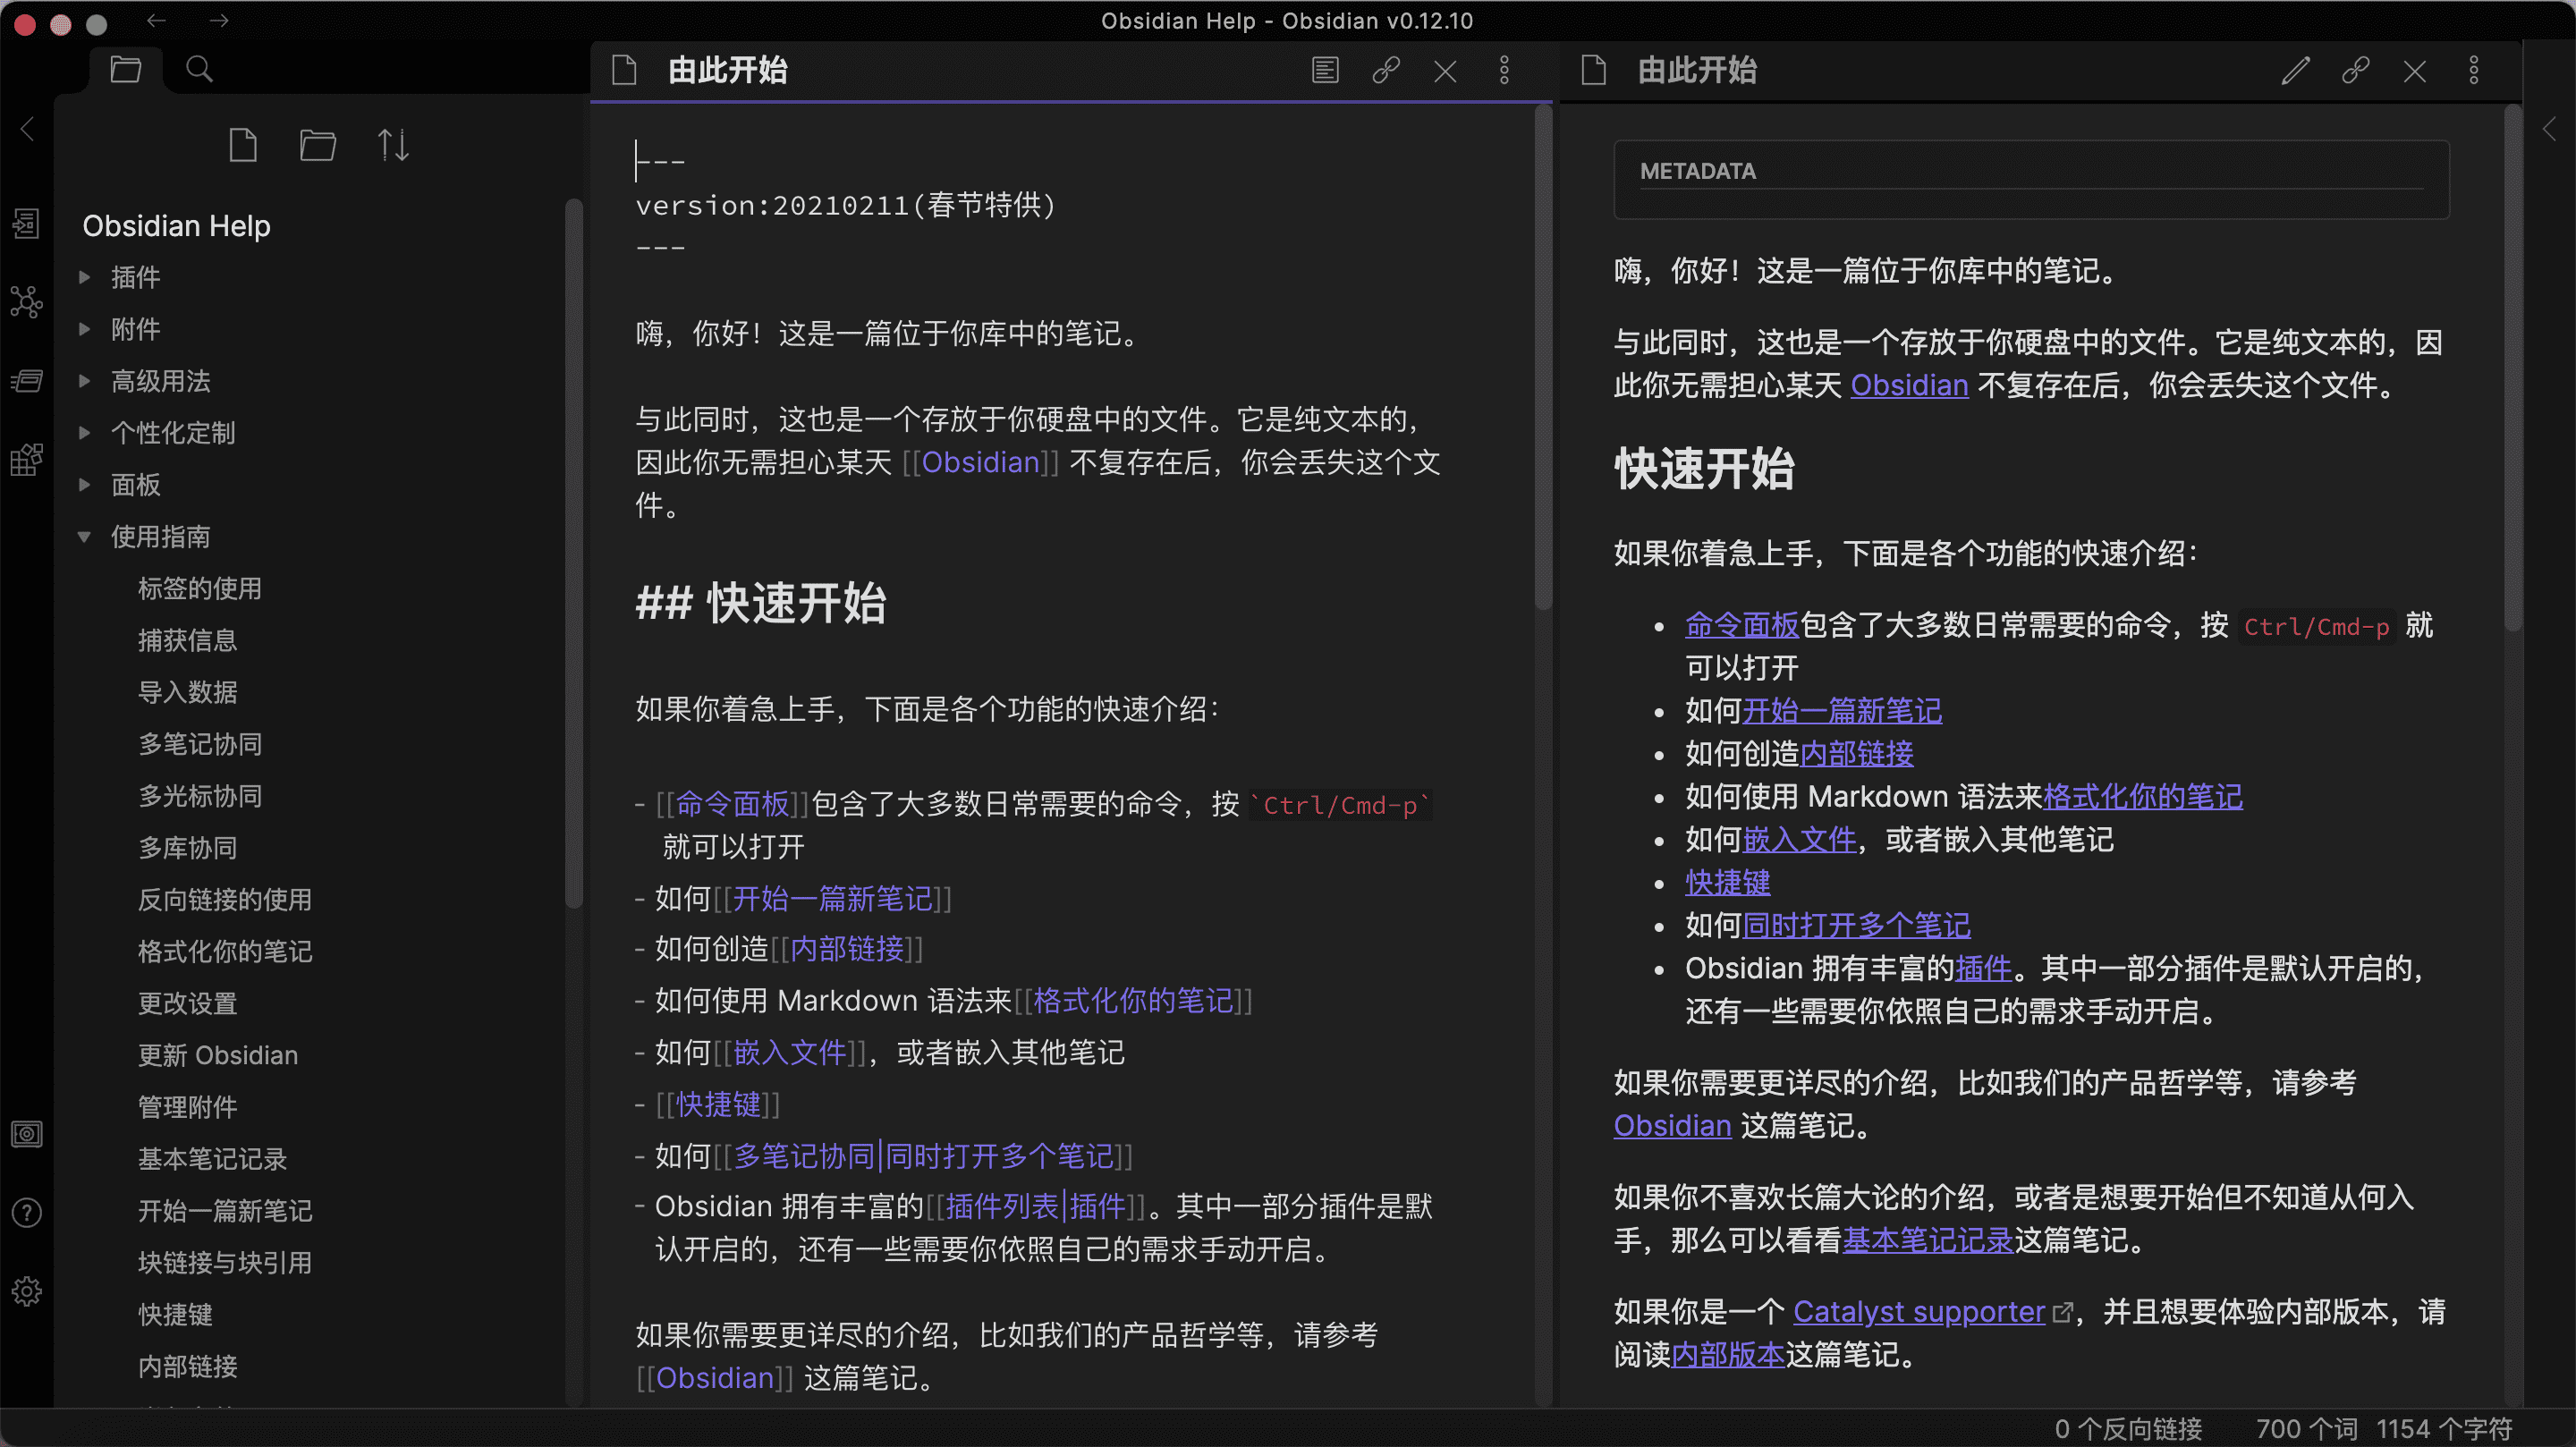 Obsidian Help - Obsidian v0.12.10
Obsidian Help
插件
附件
高级用法
个性化定制
面板
使用指南
标签的使用
捕获信息
导入数据
多笔记协同
多光标协同
多库协同
反向链接的使用
格式化你的笔记
更改设置
更新 Obsidian
管理附件
基本笔记记录
开始一篇新笔记
块链接与块引用
快捷键
内部链接
由此开始
---
version:20210211(春节特供)
---
嗨，你好！这是一篇位于你库中的笔记。
与此同时，这也是一个存放于你硬盘中的文件。它是纯文本的，
因此你无需担心某天 [[Obsidian]] 不复存在后，你会丢失这个文
件。
## 快速开始
如果你着急上手，下面是各个功能的快速介绍：
- [[命令面板]]包含了大多数日常需要的命令，按 `Ctrl/Cmd-p`
就可以打开
- 如何[[开始一篇新笔记]]
- 如何创造[[内部链接]]
- 如何使用 Markdown 语法来[[格式化你的笔记]]
- 如何[[嵌入文件]]，或者嵌入其他笔记
- [[快捷键]]
- 如何[[多笔记协同|同时打开多个笔记]]
- Obsidian 拥有丰富的[[插件列表|插件]]。其中一部分插件是默
认开启的，还有一些需要你依照自己的需求手动开启。
如果你需要更详尽的介绍，比如我们的产品哲学等，请参考
[[Obsidian]] 这篇笔记。
由此开始
METADATA
嗨，你好！这是一篇位于你库中的笔记。
与此同时，这也是一个存放于你硬盘中的文件。它是纯文本的，因
此你无需担心某天 Obsidian 不复存在后，你会丢失这个文件。
快速开始
如果你着急上手，下面是各个功能的快速介绍：
• 命令面板包含了大多数日常需要的命令，按 Ctrl/Cmd-p 就
可以打开
• 如何开始一篇新笔记
• 如何创造内部链接
• 如何使用 Markdown 语法来格式化你的笔记
• 如何嵌入文件，或者嵌入其他笔记
• 快捷键
• 如何同时打开多个笔记
• Obsidian 拥有丰富的插件。其中一部分插件是默认开启的，
还有一些需要你依照自己的需求手动开启。
如果你需要更详尽的介绍，比如我们的产品哲学等，请参考
Obsidian 这篇笔记。
如果你不喜欢长篇大论的介绍，或者是想要开始但不知道从何入
手，那么可以看看基本笔记记录这篇笔记。
如果你是一个 Catalyst supporter，并且想要体验内部版本，请
阅读内部版本这篇笔记。
0 个反向链接 700 个词 1154 个字符